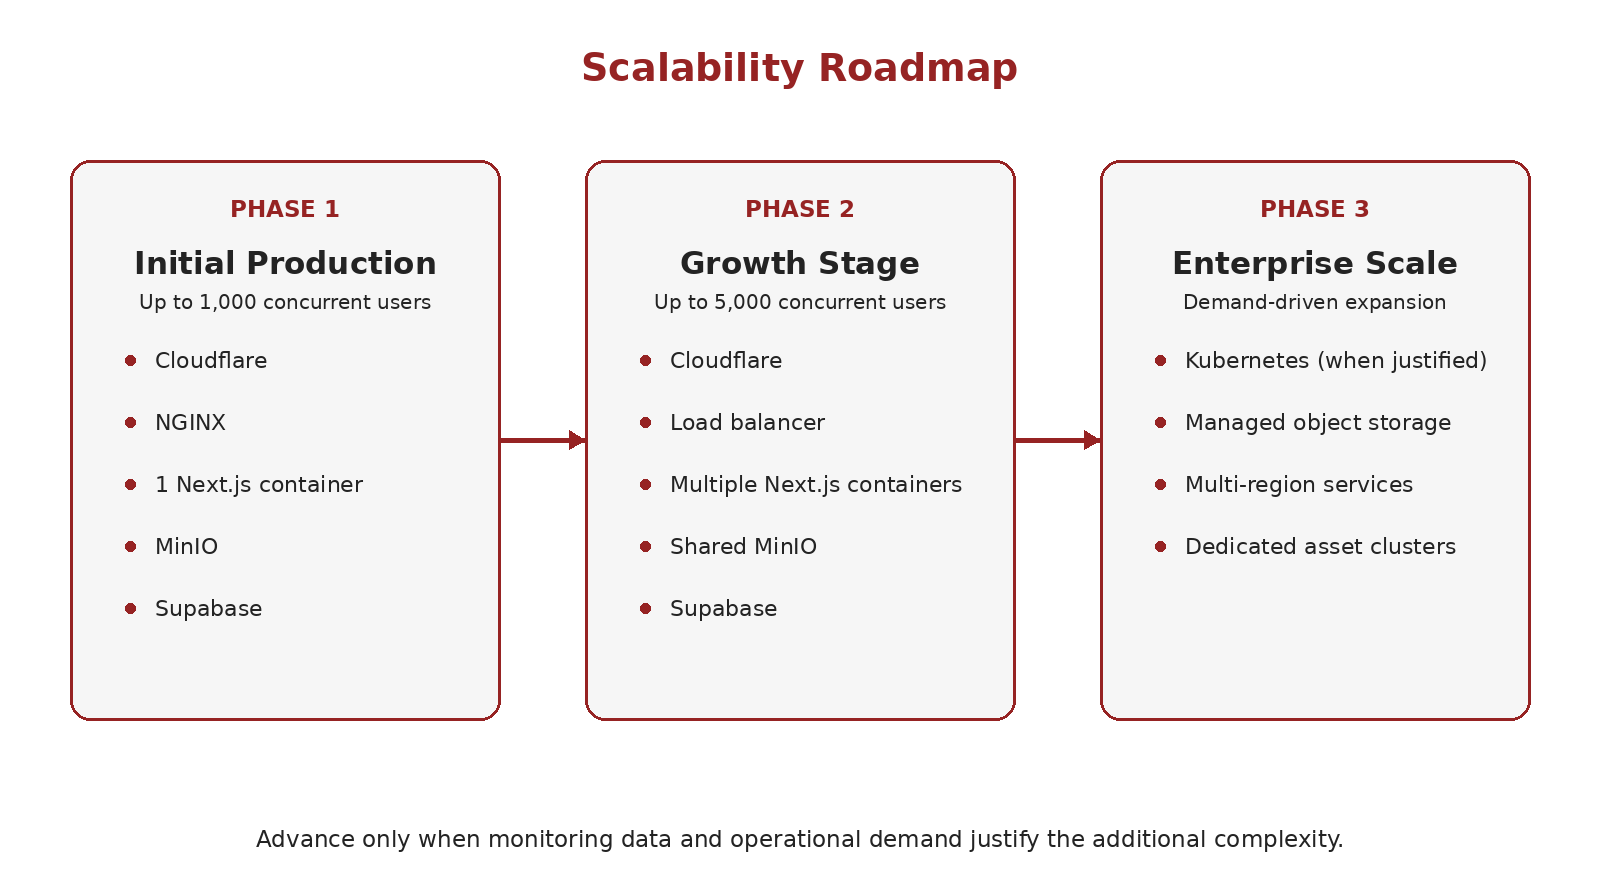 Scalability Roadmap
PHASE 1
Initial Production
Up to 1,000 concurrent users
Cloudflare
NGINX
1 Next.js container
MinIO
Supabase
PHASE 2
Growth Stage
Up to 5,000 concurrent users
Cloudflare
Load balancer
Multiple Next.js containers
Shared MinIO
Supabase
PHASE 3
Enterprise Scale
Demand-driven expansion
Kubernetes (when justified)
Managed object storage
Multi-region services
Dedicated asset clusters
Advance only when monitoring data and operational demand justify the additional complexity.